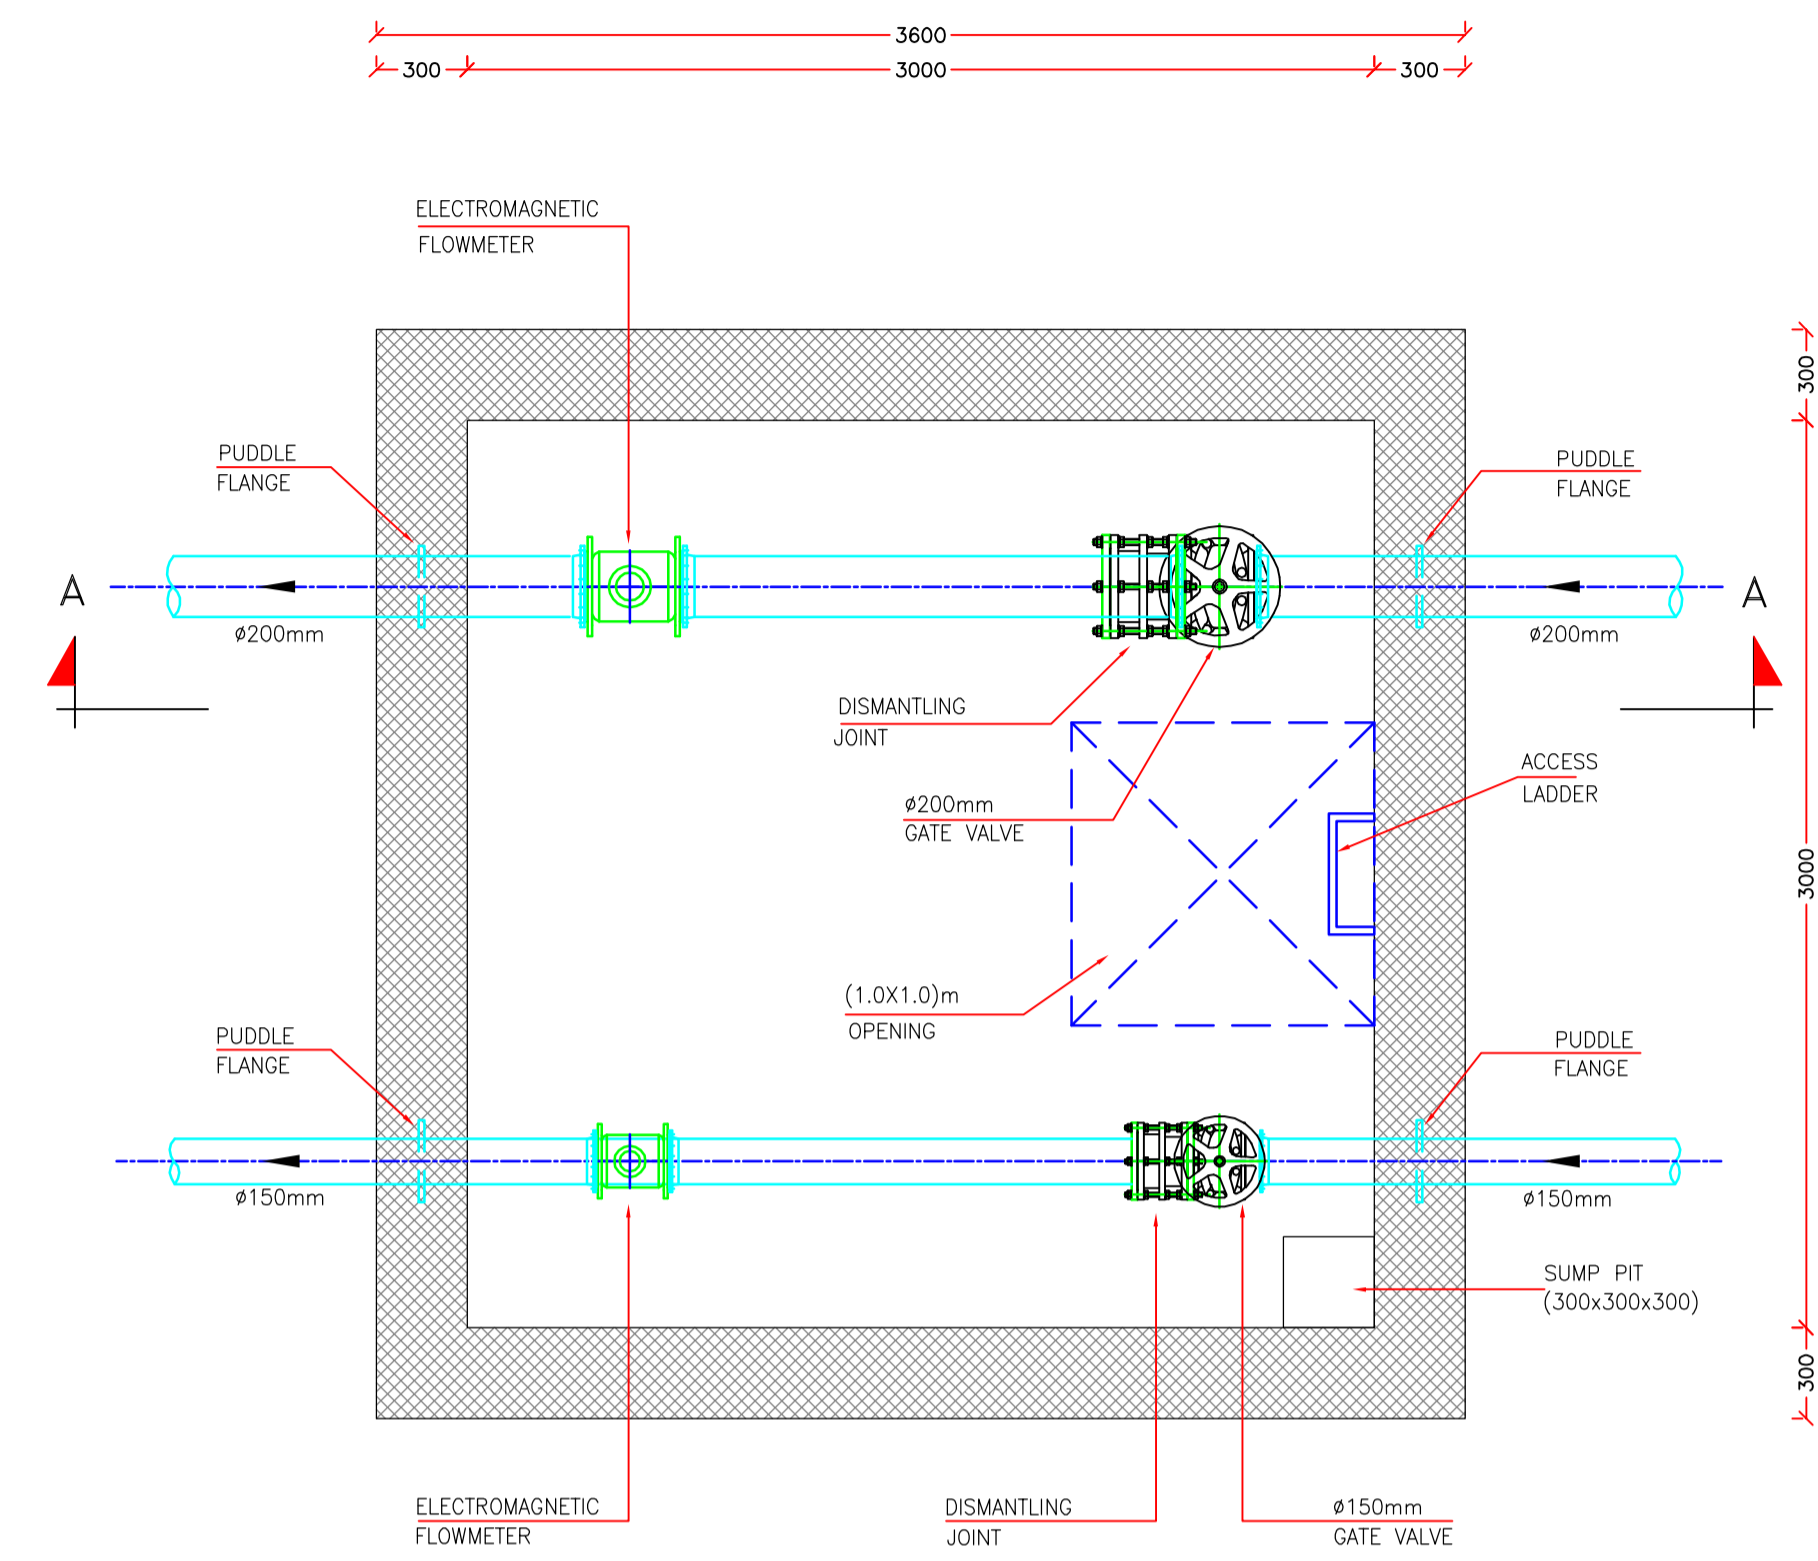 3600
300
3000
300
ELECTROMAGNETIC
FLOWMETER
300
PUDDLE
FLANGE
PUDDLE
FLANGE
A
A
ø200mm
ø200mm
DISMANTLING
JOINT
ACCESS
LADDER
ø200mm
GATE VALVE
3000
(1.0X1.0)m
OPENING
PUDDLE
FLANGE
PUDDLE
FLANGE
ø150mm
ø150mm
SUMP PIT
(300x300x300)
300
ELECTROMAGNETIC
FLOWMETER
DISMANTLING
JOINT
ø150mm
GATE VALVE